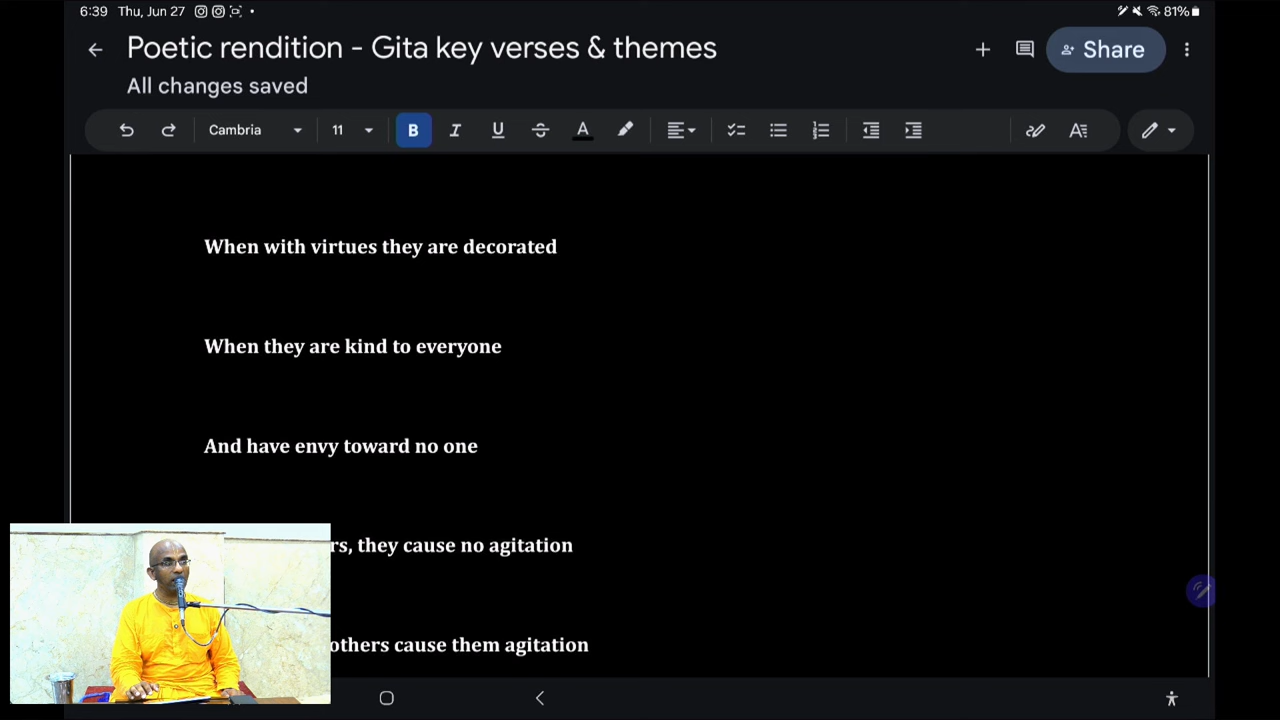 6:39 Thu, Jun 27 81%
Poetic rendition - Gita key verses & themes
Share
All changes saved
Cambria 11 B I U A
When with virtues they are decorated
When they are kind to everyone
And have envy toward no one
they cause no agitation
others cause them agitation